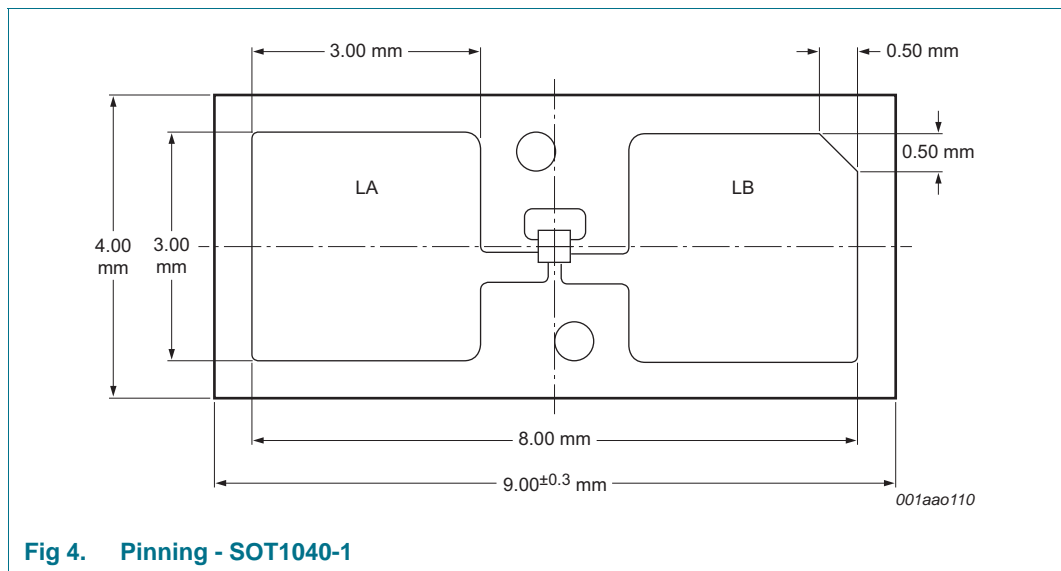 3.00 mm
0.50 mm
0.50 mm
LA
LB
4.00
mm
3.00
mm
8.00 mm
9.00±0.3 mm
001aao110
Fig 4. Pinning - SOT1040-1